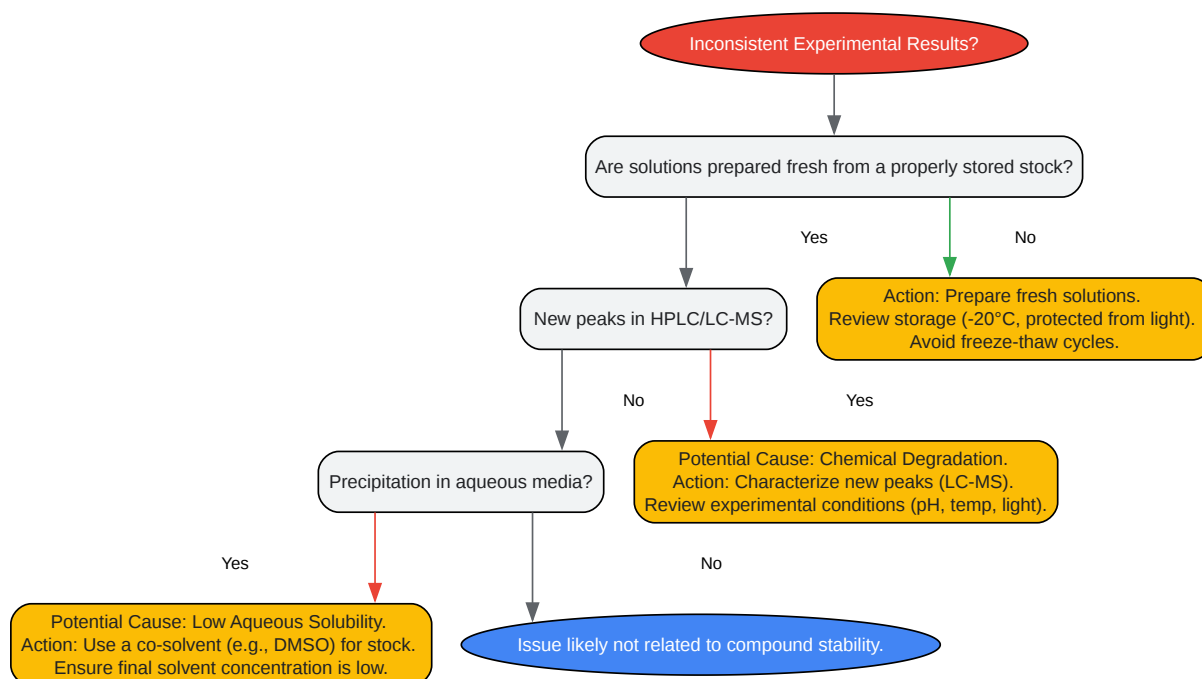 Inconsistent Experimental Results?
Are solutions prepared fresh from a properly stored stock?
Yes
No
Action: Prepare fresh solutions.
Review storage (-20°C, protected from light).
Avoid freeze-thaw cycles.
New peaks in HPLC/LC-MS?
No
Yes
Potential Cause: Chemical Degradation.
Action: Characterize new peaks (LC-MS).
Review experimental conditions (pH, temp, light).
Precipitation in aqueous media?
Yes
No
Potential Cause: Low Aqueous Solubility.
Action: Use a co-solvent (e.g., DMSO) for stock.
Ensure final solvent concentration is low.
Issue likely not related to compound stability.